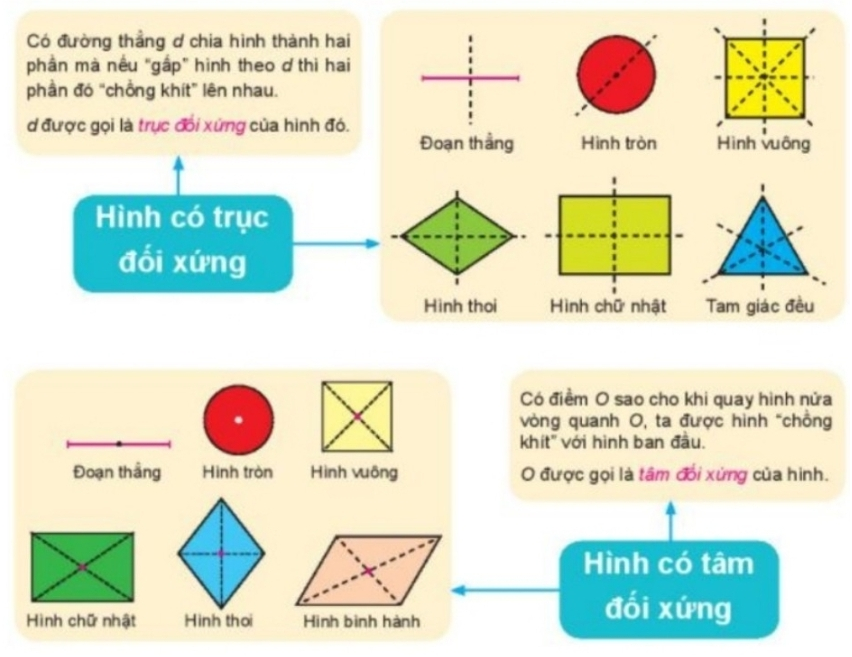 Có đường thẳng d chia hình thành hai
phần mà nếu “gấp” hình theo d thì hai
phần đó “chồng khít” lên nhau.
d được gọi là trục đối xứng của hình đó.
Đoạn thẳng
Hình tròn
Hình vuông
Hình có trục
đối xứng
Hình thoi
Hình chữ nhật
Tam giác đều
Đoạn thẳng
Hình tròn
Hình vuông
Có điểm O sao cho khi quay hình nửa
vòng quanh O, ta được hình “chồng
khít” với hình ban đầu.
O được gọi là tâm đối xứng của hình.
Hình chữ nhật
Hình thoi
Hình bình hành
Hình có tâm
đối xứng